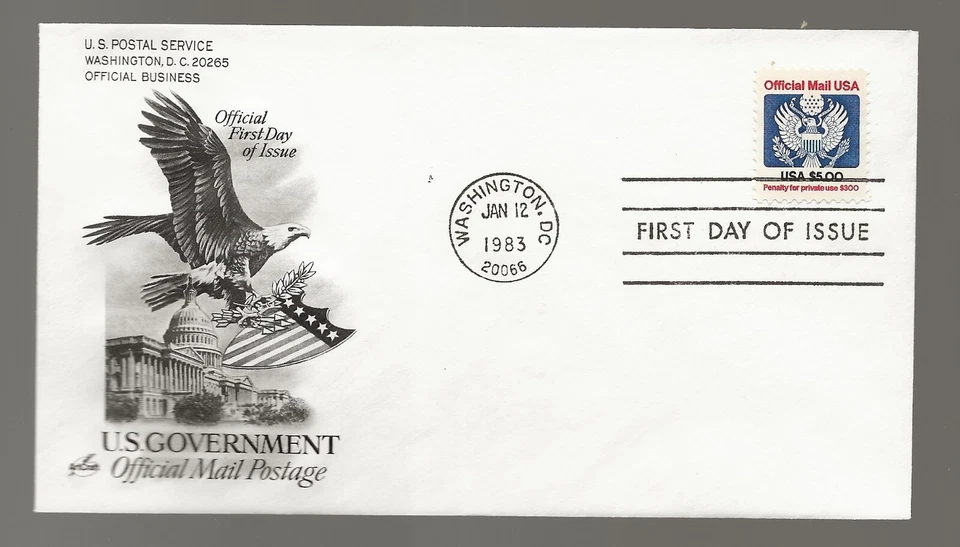 U. S. POSTAL SERVICE
WASHINGTON, D. C. 20265
OFFICIAL BUSINESS
Official
First Day
of Issue
Official Mail USA
USA $5.00
Penalty for private use $300
WASHINGTON, DC
JAN 12
1983
20066
FIRST DAY OF ISSUE
U.S. GOVERNMENT
Official Mail Postage
ArtCraft